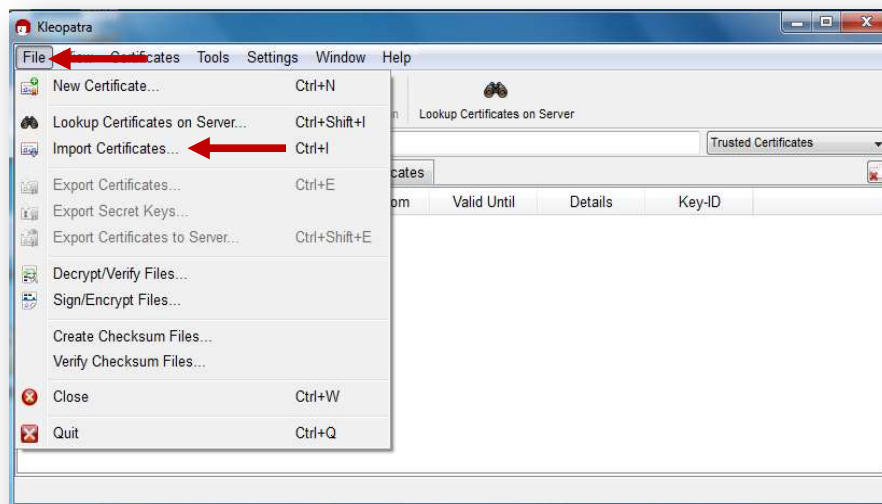 Kleopatra
File View Certificates Tools Settings Window Help
New Certificate... Ctrl+N
Lookup Certificates on Server... Ctrl+Shift+I
Import Certificates... Ctrl+I
Export Certificates... Ctrl+E
Export Secret Keys...
Export Certificates to Server... Ctrl+Shift+E
Decrypt/Verify Files...
Sign/Encrypt Files...
Create Checksum Files...
Verify Checksum Files...
Close Ctrl+W
Quit Ctrl+Q
Lookup Certificates on Server
Trusted Certificates
cates
om Valid Until Details Key-ID